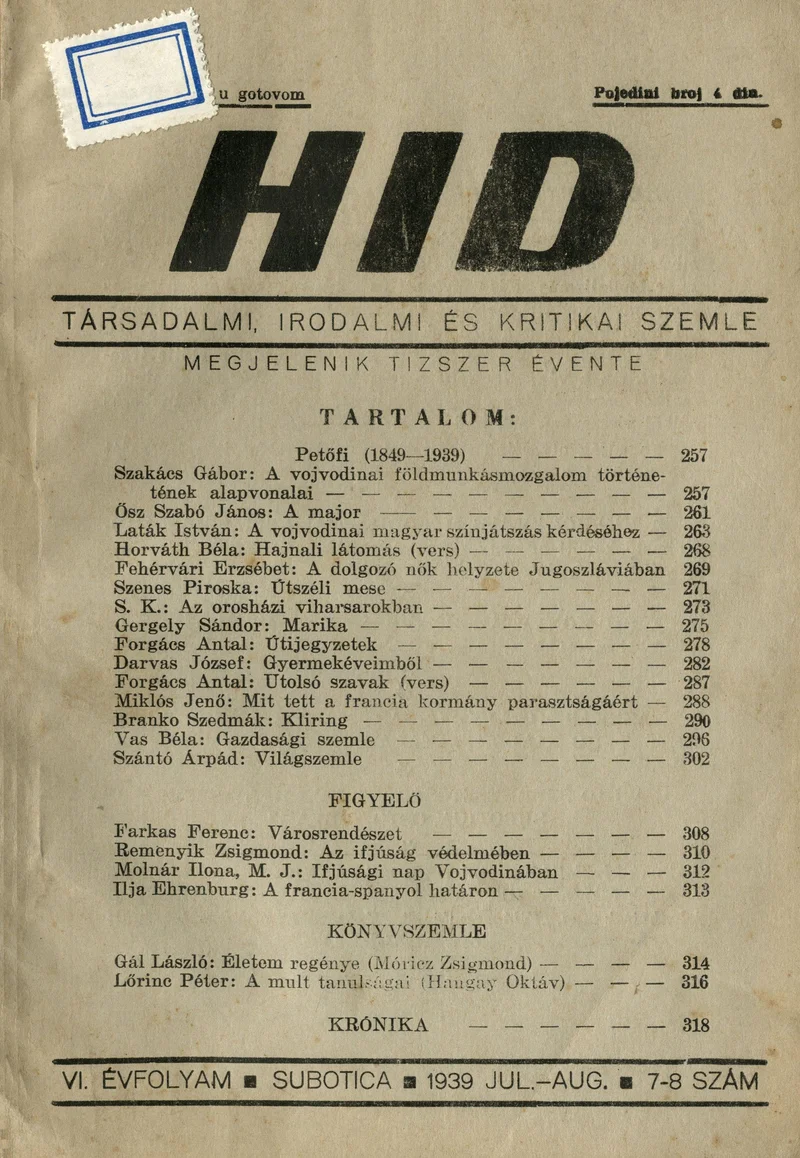 u gotovom
Pojedini broj 4 din.
HID
TÁRSADALMI, IRODALMI ÉS KRITIKAI SZEMLE
MEGJELENIK TIZSZER ÉVENTE
TARTALOM:
Petőfi (1849—1939) — — — — — 257
Szakács Gábor: A vojvodinai földmunkásmozgalom történe-
tének alapvonalai — — — — — — — — — — 257
Ősz Szabó János: A major — — — — — — — — 261
Laták István: A vojvodinai magyar színjátszás kérdéséhez — 263
Horváth Béla: Hajnali látomás (vers) — — — — — — 268
Fehérvári Erzsébet: A dolgozó nők helyzete Jugoszláviában 269
Szenes Piroska: Útszéli mese — — — — — — — — 271
S. K.: Az orosházi viharsarokban — — — — — — — 273
Gergely Sándor: Marika — — — — — — — — — 275
Forgács Antal: Útijegyzetek — — — — — — — — 278
Darvas József: Gyermekéveimből — — — — — — — 282
Forgács Antal: Utolsó szavak (vers) — — — — — — 287
Miklós Jenő: Mit tett a francia kormány parasztságáért — 288
Branko Szedmák: Kliring — — — — — — — — — 290
Vas Béla: Gazdasági szemle — — — — — — — — 296
Szántó Árpád: Világszemle — — — — — — — — 302
FIGYELŐ
Farkas Ferenc: Városrendészet — — — — — — — 308
Remenyik Zsigmond: Az ifjúság védelmében — — — — 310
Molnár Ilona, M. J.: Ifjúsági nap Vojvodinában — — — 312
Ilja Ehrenburg: A francia-spanyol határon — — — — — 313
KÖNYVSZEMLE
Gál László: Életem regénye (Móricz Zsigmond) — — — — 314
Lőrinc Péter: A mult tanulságai (Hangay Oktáv) — — — 316
KRÓNIKA — — — — — — 318
VI. ÉVFOLYAM ■ SUBOTICA ■ 1939 JUL.-AUG. ■ 7-8 SZÁM